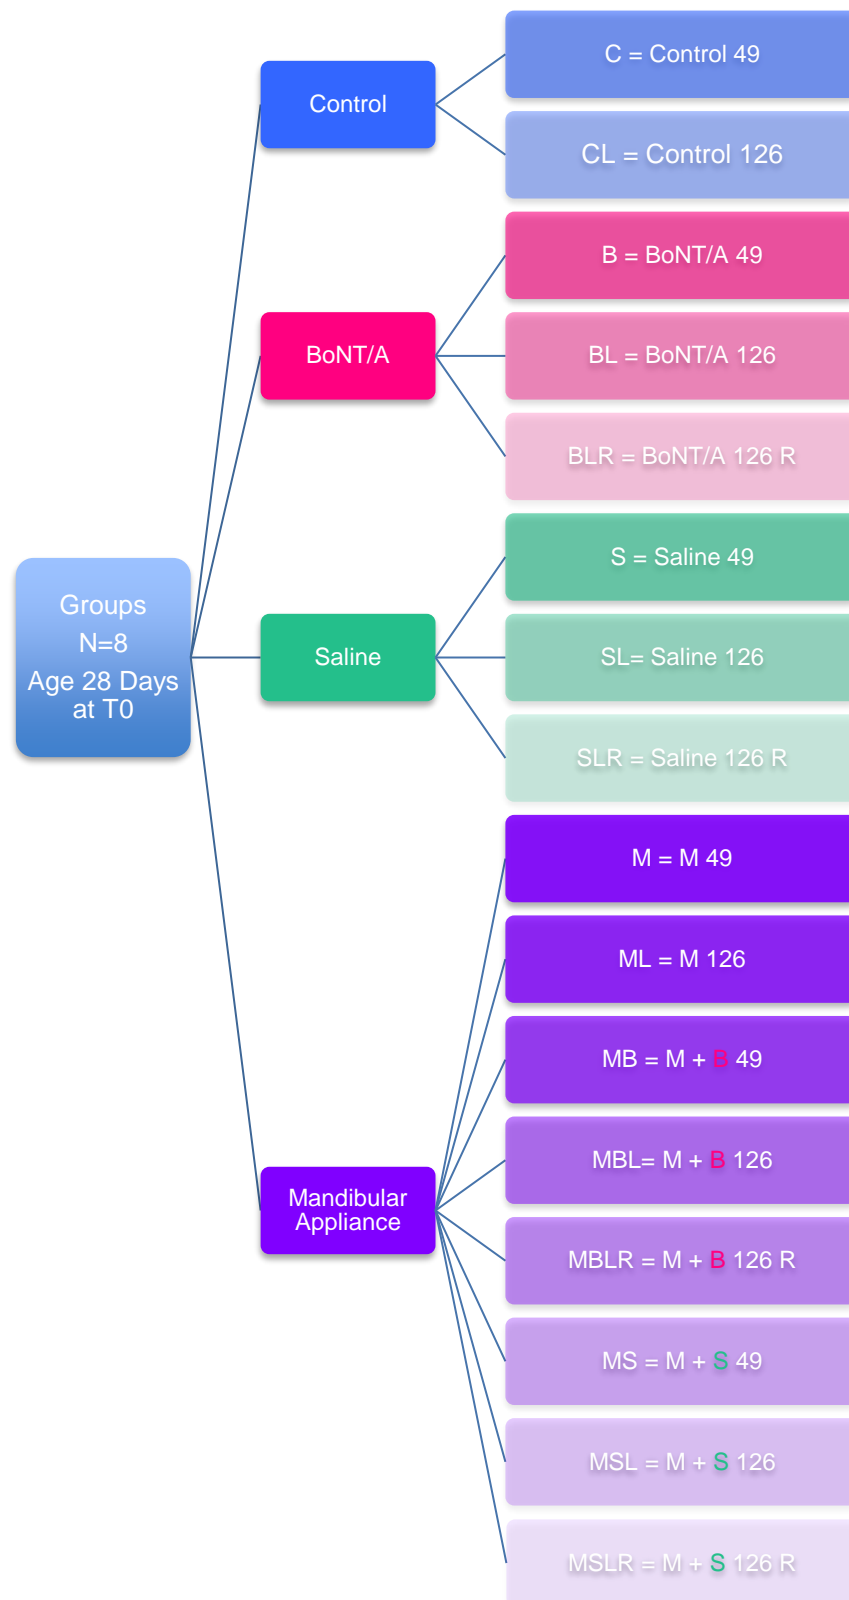 Groups
N=8
Age 28 Days
at T0
Control
C = Control 49
CL = Control 126
BoNT/A
B = BoNT/A 49
BL = BoNT/A 126
BLR = BoNT/A 126 R
Saline
S = Saline 49
SL= Saline 126
SLR = Saline 126 R
Mandibular
Appliance
M = M 49
ML = M 126
MB = M + B 49
MBL= M + B 126
MBLR = M + B 126 R
MS = M + S 49
MSL = M + S 126
MSLR = M + S 126 R